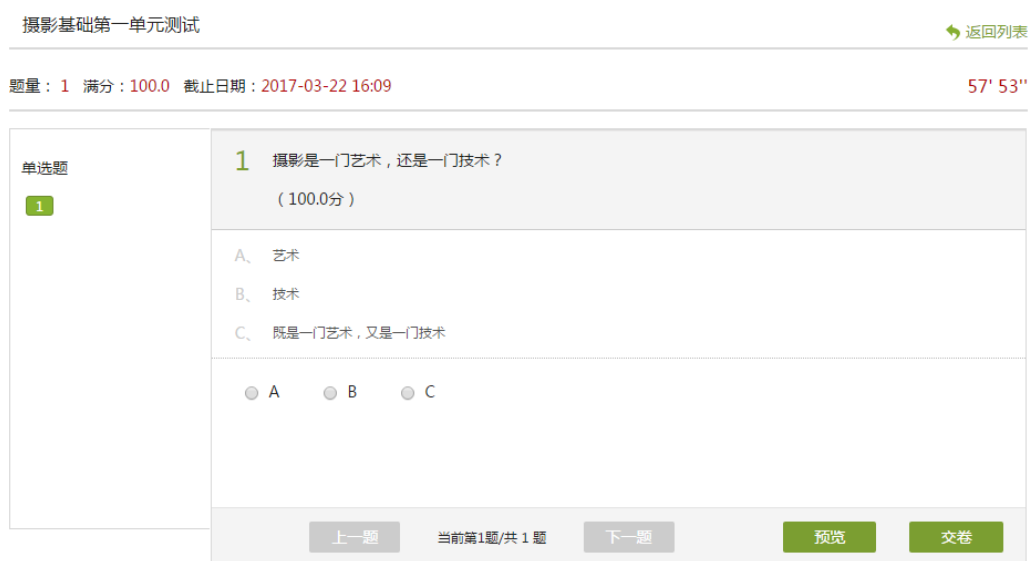 摄影基础第一单元测试
返回列表
题量： 1 满分：100.0 截止日期：2017-03-22 16:09
57' 53''
单选题
1
1 摄影是一门艺术，还是一门技术？
（100.0分）
A、 艺术
B、 技术
C、 既是一门艺术，又是一门技术
A B C
上一题 当前第1题/共 1 题 下一题 预览 交卷